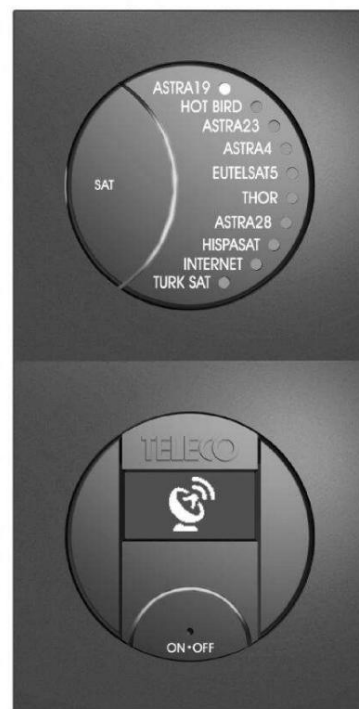 ASTRA19
HOT BIRD
ASTRA23
ASTRA4
EUTELSAT5
SAT
THOR
ASTRA28
HISPASAT
INTERNET
TURK SAT
TELECO
ON•OFF